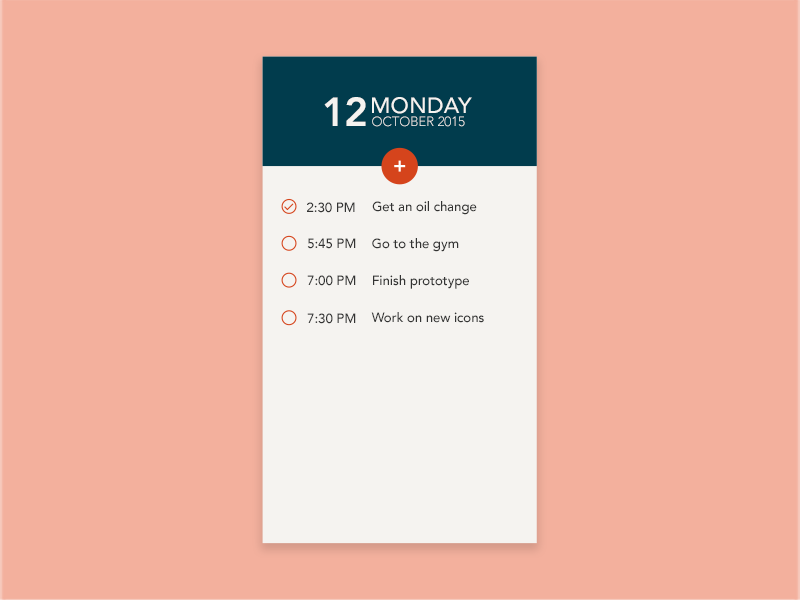 12 MONDAY
OCTOBER 2015
+
2:30 PM Get an oil change
5:45 PM Go to the gym
7:00 PM Finish prototype
7:30 PM Work on new icons